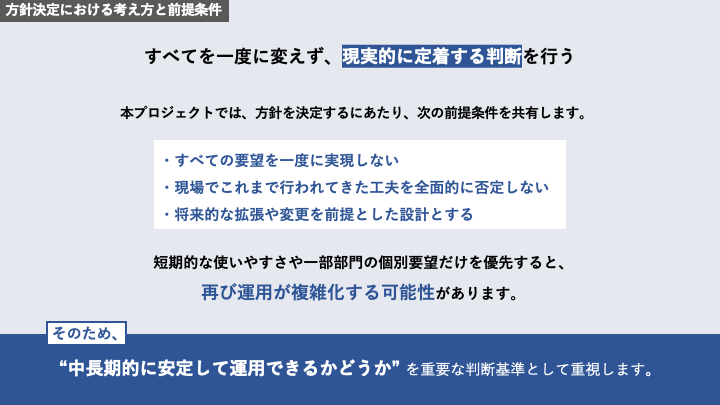 方針決定における考え方と前提条件
すべてを一度に変えず、現実的に定着する判断を行う
本プロジェクトでは、方針を決定するにあたり、次の前提条件を共有します。
・すべての要望を一度に実現しない
・現場でこれまで行われてきた工夫を全面的に否定しない
・将来的な拡張や変更を前提とした設計とする
短期的な使いやすさや一部部門の個別要望だけを優先すると、
再び運用が複雑化する可能性があります。
そのため、
“中長期的に安定して運用できるかどうか” を重要な判断基準として重視します。